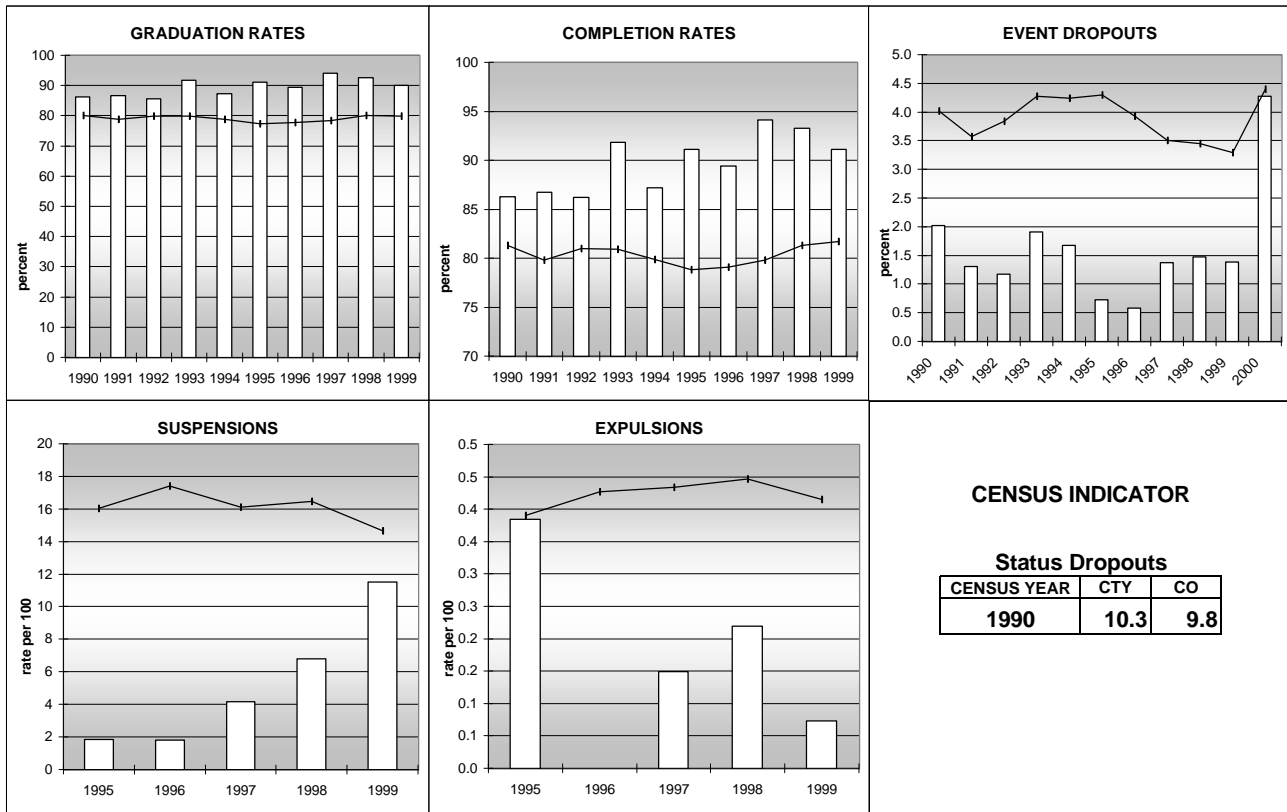 GRADUATION RATES
percent
100
90
80
70
60
50
40
30
20
10
0
1990 1991 1992 1993 1994 1995 1996 1997 1998 1999
COMPLETION RATES
percent
100
95
90
85
80
75
70
1990 1991 1992 1993 1994 1995 1996 1997 1998 1999
EVENT DROPOUTS
percent
5.0
4.5
4.0
3.5
3.0
2.5
2.0
1.5
1.0
0.5
0.0
1990 1991 1992 1993 1994 1995 1996 1997 1998 1999 2000
SUSPENSIONS
rate per 100
20
18
16
14
12
10
8
6
4
2
0
1995 1996 1997 1998 1999
EXPULSIONS
rate per 100
0.5
0.5
0.4
0.4
0.3
0.3
0.2
0.2
0.1
0.1
0.0
1995 1996 1997 1998 1999
CENSUS INDICATOR
Status Dropouts
CENSUS YEAR CTY CO
1990 10.3 9.8